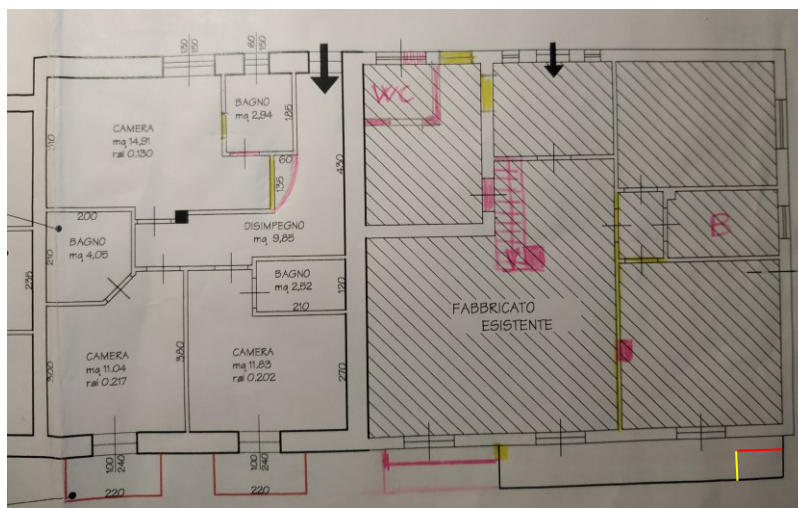 130
150
60
150
BAGNO
mq 2,94
185
WC
CAMERA
mq 14,91
rai 0.130
310
60
135
430
200
DISIMPEGNO
mq 9,85
BAGNO
mq 4,05
210
235
B
BAGNO
mq 2,52
210
120
FABBRICATO
ESISTENTE
CAMERA
mq 11.04
rai 0.217
300
380
CAMERA
mq 11.83
rai 0.202
270
100
240
100
240
220
220